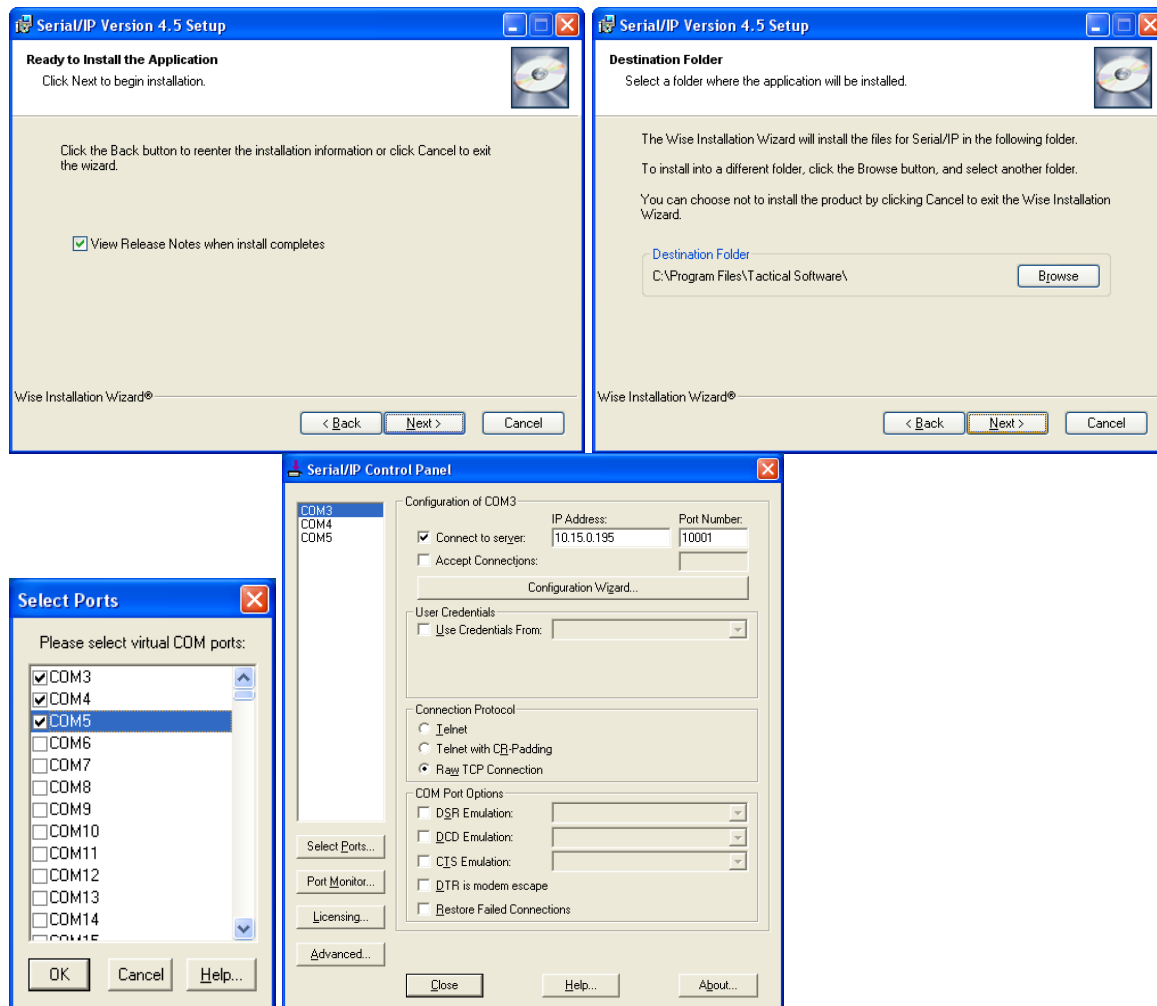 Serial/IP Version 4.5 Setup
Ready to Install the Application
Click Next to begin installation.
Click the Back button to reenter the installation information or click Cancel to exit
the wizard.
View Release Notes when install completes
Wise Installation Wizard®
< Back
Next >
Cancel
Serial/IP Version 4.5 Setup
Destination Folder
Select a folder where the application will be installed.
The Wise Installation Wizard will install the files for Serial/IP in the following folder.
To install into a different folder, click the Browse button, and select another folder.
You can choose not to install the product by clicking Cancel to exit the Wise Installation
Wizard.
Destination Folder
C:\Program Files\Tactical Software\
Browse
Wise Installation Wizard®
< Back
Next >
Cancel
Select Ports
Please select virtual COM ports:
COM3
COM4
COM5
COM6
COM7
COM8
COM9
COM10
COM11
COM12
COM13
COM14
COM15
OK
Cancel
Help...
Serial/IP Control Panel
COM3
COM4
COM5
Select Ports...
Port Monitor...
Licensing...
Advanced...
Configuration of COM3
IP Address:
Port Number:
Connect to server:
10.15.0.195
10001
Accept Connections:
Configuration Wizard...
User Credentials
Use Credentials From:
Connection Protocol
Telnet
Telnet with CR-Padding
Raw TCP Connection
COM Port Options
DSR Emulation:
DCD Emulation:
CTS Emulation:
DTR is modem escape
Restore Failed Connections
Close
Help...
About...